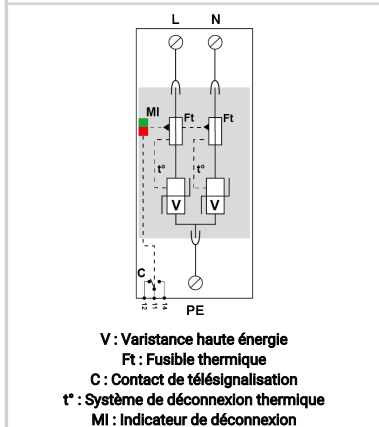 L N
MI
Ft Ft
t° t°
V V
C
12 11 14
PE
V : Varistance haute énergie
Ft : Fusible thermique
C : Contact de télésignalisation
t° : Système de déconnexion thermique
MI : Indicateur de déconnexion